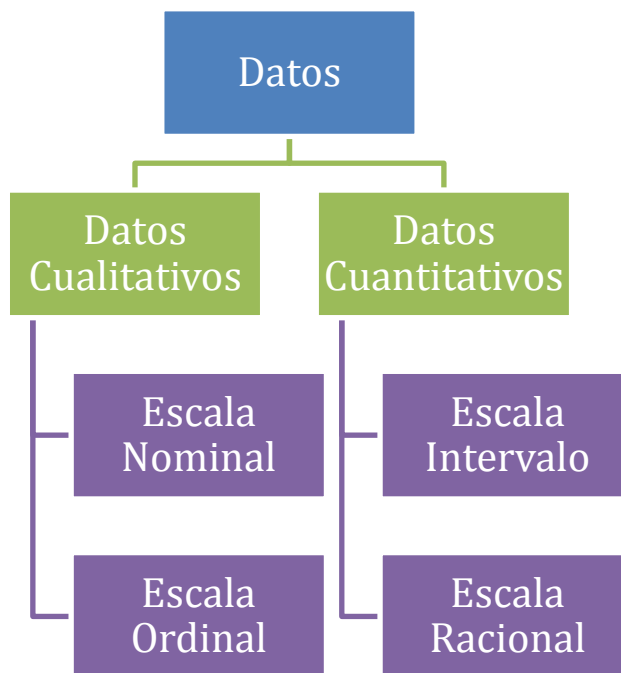 Datos
Datos
Cualitativos
Datos
Cuantitativos
Escala
Nominal
Escala
Intervalo
Escala
Ordinal
Escala
Racional